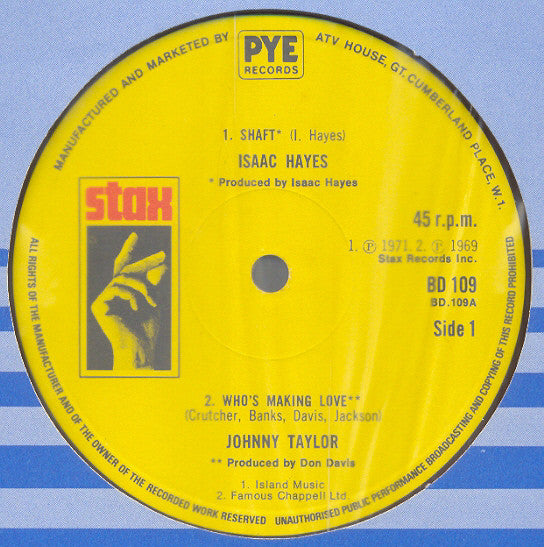 MANUFACTURED AND MARKETED BY PYE RECORDS ATV HOUSE, GT. CUMBERLAND PLACE, W.1.
1. SHAFT* (I. Hayes)
ISAAC HAYES
* Produced by Isaac Hayes
stax
45 r.p.m.
1. ℗ 1971. 2. ℗ 1969
Stax Records Inc.
BD 109
BD.109A
Side 1
2. WHO'S MAKING LOVE**
(Crutcher, Banks, Davis, Jackson)
JOHNNY TAYLOR
** Produced by Don Davis
1. Island Music
2. Famous Chappell Ltd.
ALL RIGHTS OF THE MANUFACTURER AND OF THE OWNER OF THE RECORDED WORK RESERVED UNAUTHORISED PUBLIC PERFORMANCE BROADCASTING AND COPYING OF THIS RECORD PROHIBITED